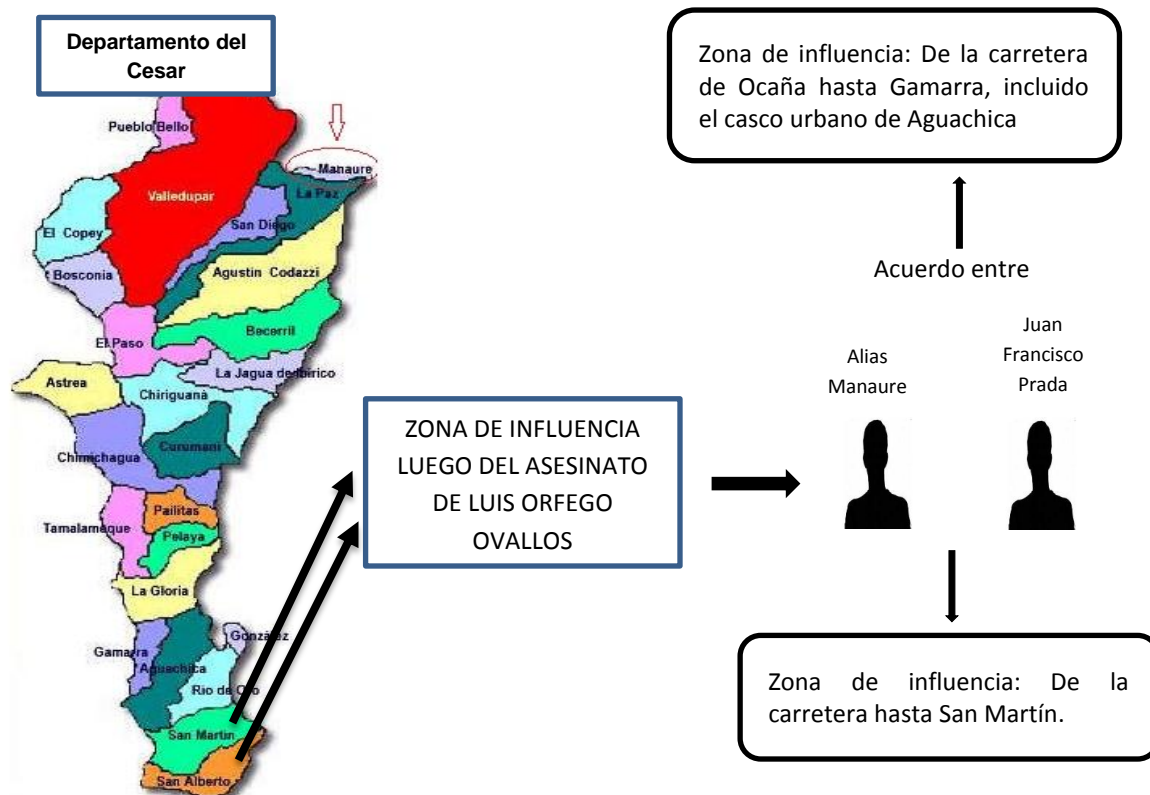 Departamento del
Cesar
Pueblo Bello
Manaure
Valledupar
La Paz
San Diego
El Copey
Agustin Codazzi
Bosconia
Becerril
El Paso
La Jagua de Ibirico
Astrea
Chiriguaná
Curumaní
Chimichagua
Pailitas
Tamalameque
Pelaya
La Gloria
González
Gamarra
Aguachica
Rio de Oro
San Martín
San Alberto
ZONA DE INFLUENCIA
LUEGO DEL ASESINATO
DE LUIS ORFEGO
OVALLOS
Zona de influencia: De la carretera
de Ocaña hasta Gamarra, incluido
el casco urbano de Aguachica
Acuerdo entre
Alias
Manaure
Juan
Francisco
Prada
Zona de influencia: De la
carretera hasta San Martín.